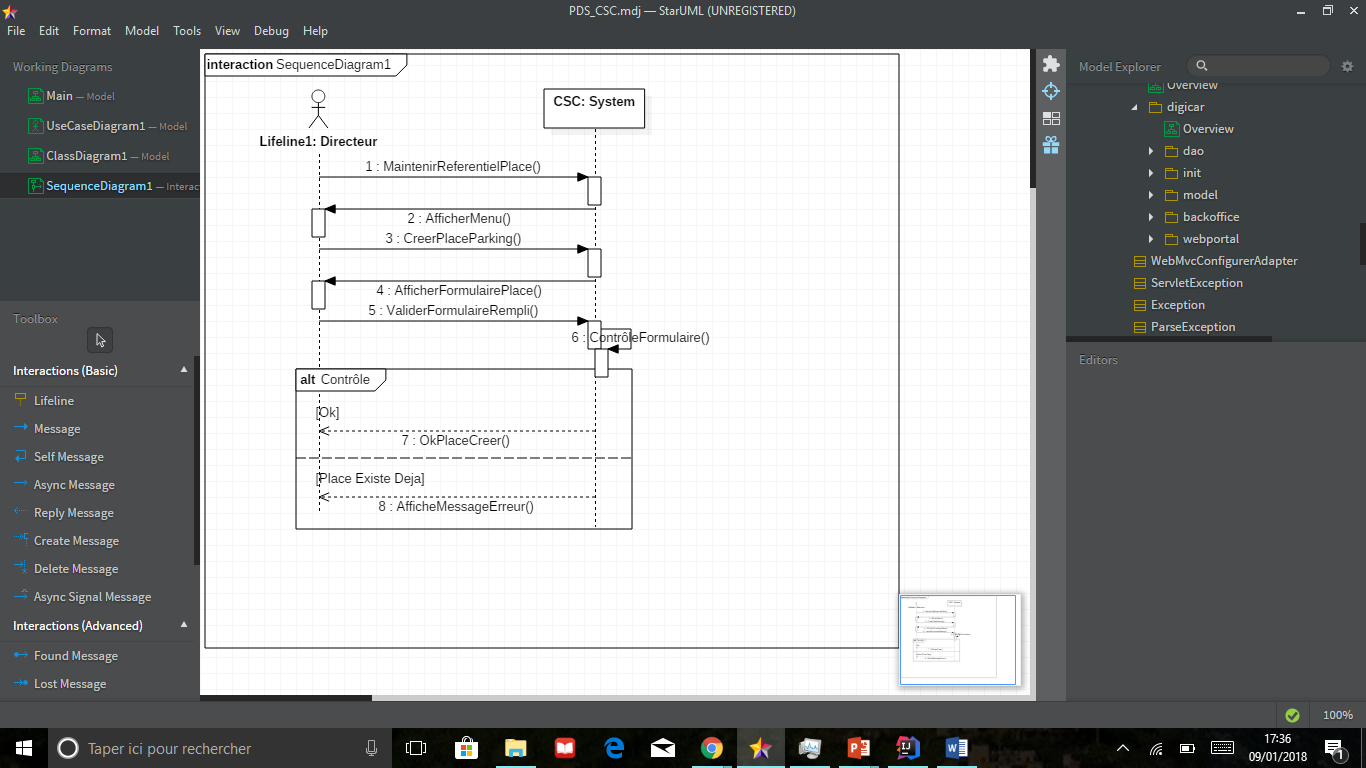 PDS_CSC.mdj — StarUML (UNREGISTERED)
File Edit Format Model Tools View Debug Help
Working Diagrams
Main — Model
UseCaseDiagram1 — Model
ClassDiagram1 — Model
SequenceDiagram1 — Interac
Toolbox
Interactions (Basic)
Lifeline
Message
Self Message
Async Message
Reply Message
Create Message
Delete Message
Async Signal Message
Interactions (Advanced)
Found Message
Lost Message
interaction SequenceDiagram1
CSC: System
Lifeline1: Directeur
1 : MaintenirReferentielPlace()
2 : AfficherMenu()
3 : CreerPlaceParking()
4 : AfficherFormulairePlace()
5 : ValiderFormulaireRempli()
6 : ContrôleFormulaire()
alt Contrôle
[Ok]
7 : OkPlaceCreer()
[Place Existe Deja]
8 : AfficheMessageErreur()
Model Explorer
Overview
digicar
Overview
dao
init
model
backoffice
webportal
WebMvcConfigurerAdapter
ServletException
Exception
ParseException
Editors
100%
Taper ici pour rechercher
17:36
09/01/2018
1